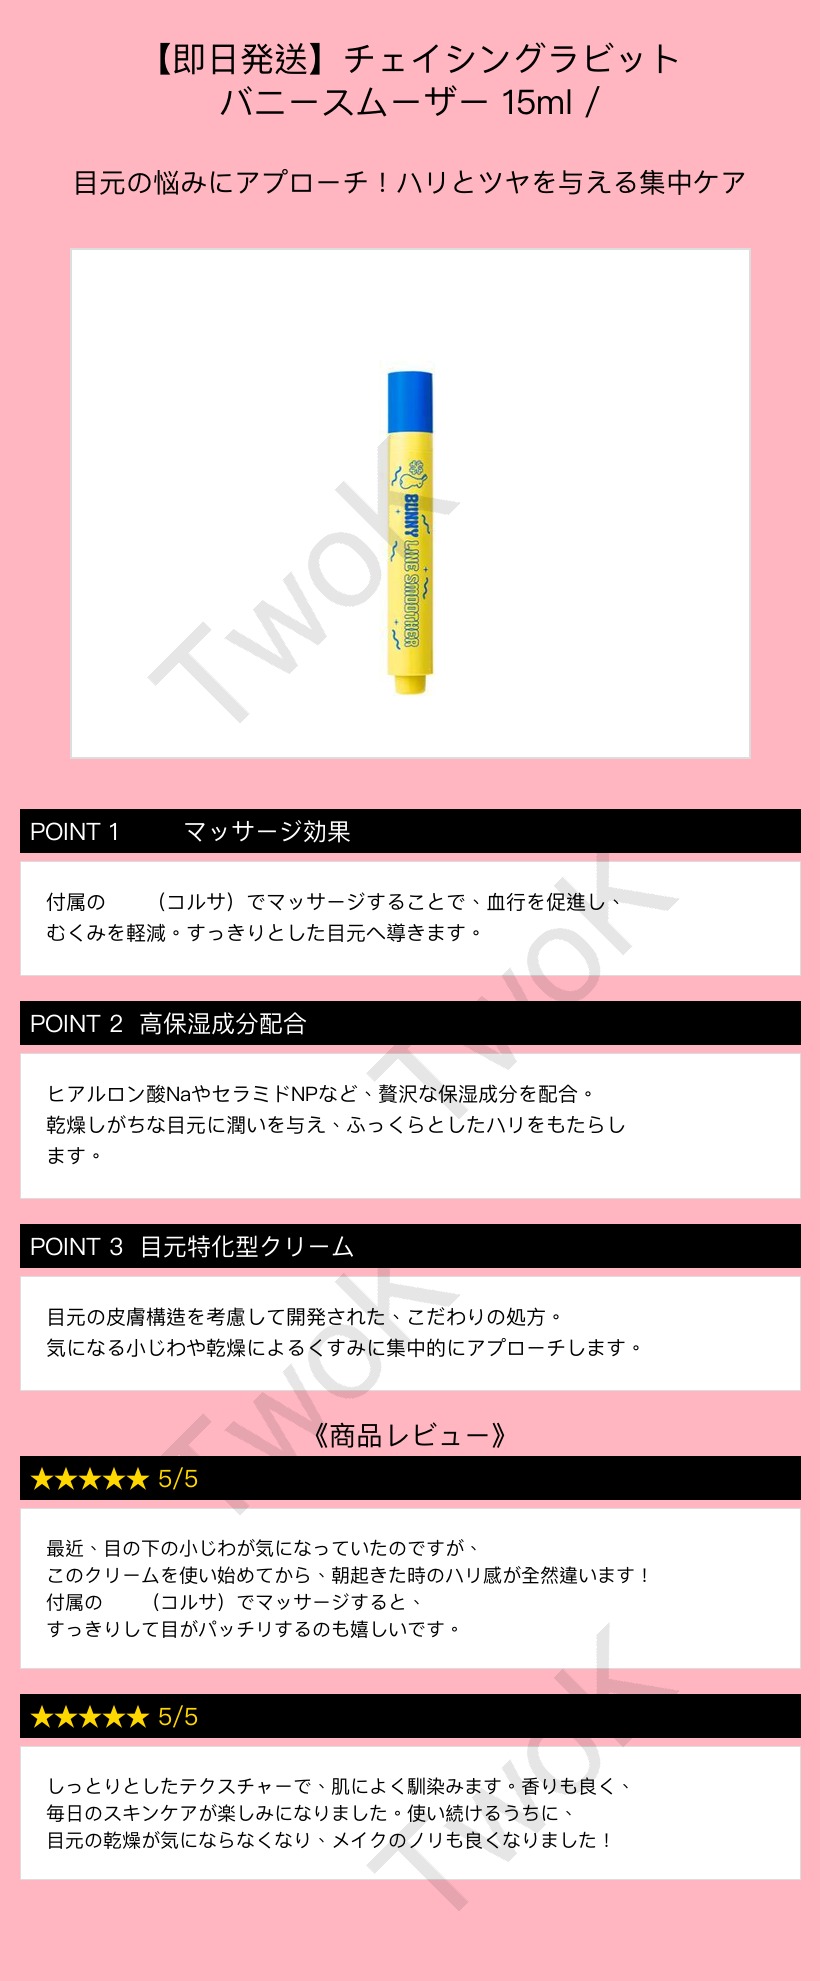 【即日発送】チェイシングラビット
バニースムーザー 15ml /
目元の悩みにアプローチ！ハリとツヤを与える集中ケア
BUNNY LINE SMOOTHER
TwoK
POINT 1 マッサージ効果
付属の （コルサ）でマッサージすることで、血行を促進し、
むくみを軽減。すっきりとした目元へ導きます。
TwoK
POINT 2 高保湿成分配合
ヒアルロン酸NaやセラミドNPなど、贅沢な保湿成分を配合。
乾燥しがちな目元に潤いを与え、ふっくらとしたハリをもたらし
ます。
POINT 3 目元特化型クリーム
目元の皮膚構造を考慮して開発された、こだわりの処方。
気になる小じわや乾燥によるくすみに集中的にアプローチします。
TwoK
《商品レビュー》
★★★★★ 5/5
最近、目の下の小じわが気になっていたのですが、
このクリームを使い始めてから、朝起きた時のハリ感が全然違います！
付属の （コルサ）でマッサージすると、
すっきりして目がパッチリするのも嬉しいです。
★★★★★ 5/5
しっとりとしたテクスチャーで、肌によく馴染みます。香りも良く、
毎日のスキンケアが楽しみになりました。使い続けるうちに、
目元の乾燥が気にならなくなり、メイクのノリも良くなりました！
TwoK